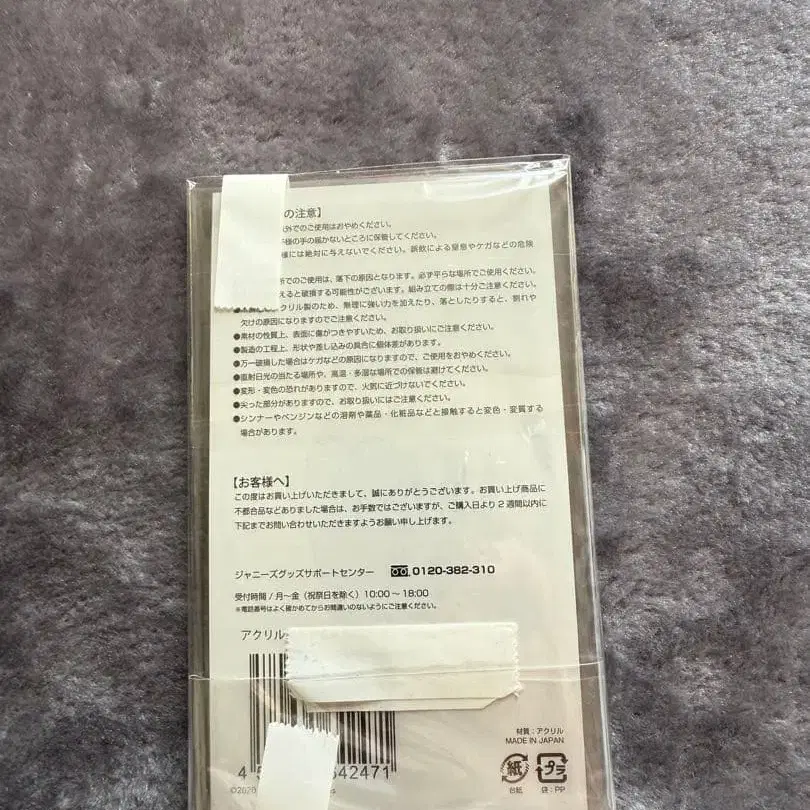 の注意】
外でのご使用はおやめください。
様の手の届かないところに保管してください。
様には絶対に与えないでください。誤飲による窒息やケガなどの危険
所でのご使用は、落下の原因となります。必ず平らな場所でご使用ください。
えると破損する可能性がございます。組み立ての際は十分ご注意ください。
クリル製のため、無理に強い力を加えたり、落としたりすると、割れや
欠けの原因になりますのでご注意ください。
●素材の性質上、表面に傷がつきやすいため、お取り扱いにご注意ください。
●製造の工程上、形状や差し込みの具合に個体差があります。
●万一破損した場合はケガなどの原因になりますので、ご使用をおやめください。
●直射日光の当たる場所や、高温・多湿な場所での保管は避けてください。
●変形・変色の恐れがありますので、火気に近づけないでください。
●尖った部分がありますので、お取り扱いにはご注意ください。
●シンナーやベンジンなどの溶剤や薬品・化粧品などと接触すると変色・変質する
場合があります。
【お客様へ】
この度はお買い上げいただきまして、誠にありがとうございます。お買い上げ商品に
不都合品などありました場合は、お手数ではございますが、ご購入日より2週間以内に
下記までお問い合わせいただきますようお願い申し上げます。
ジャニーズグッズサポートセンター 0120-382-310
受付時間/月〜金（祝祭日を除く）10:00〜18:00
※電話番号はよく確かめてからお間違いのないようにご注意ください。
アクリル
4 42471
©2020
材質:アクリル
MADE IN JAPAN
紙 プラ
台紙 袋:PP